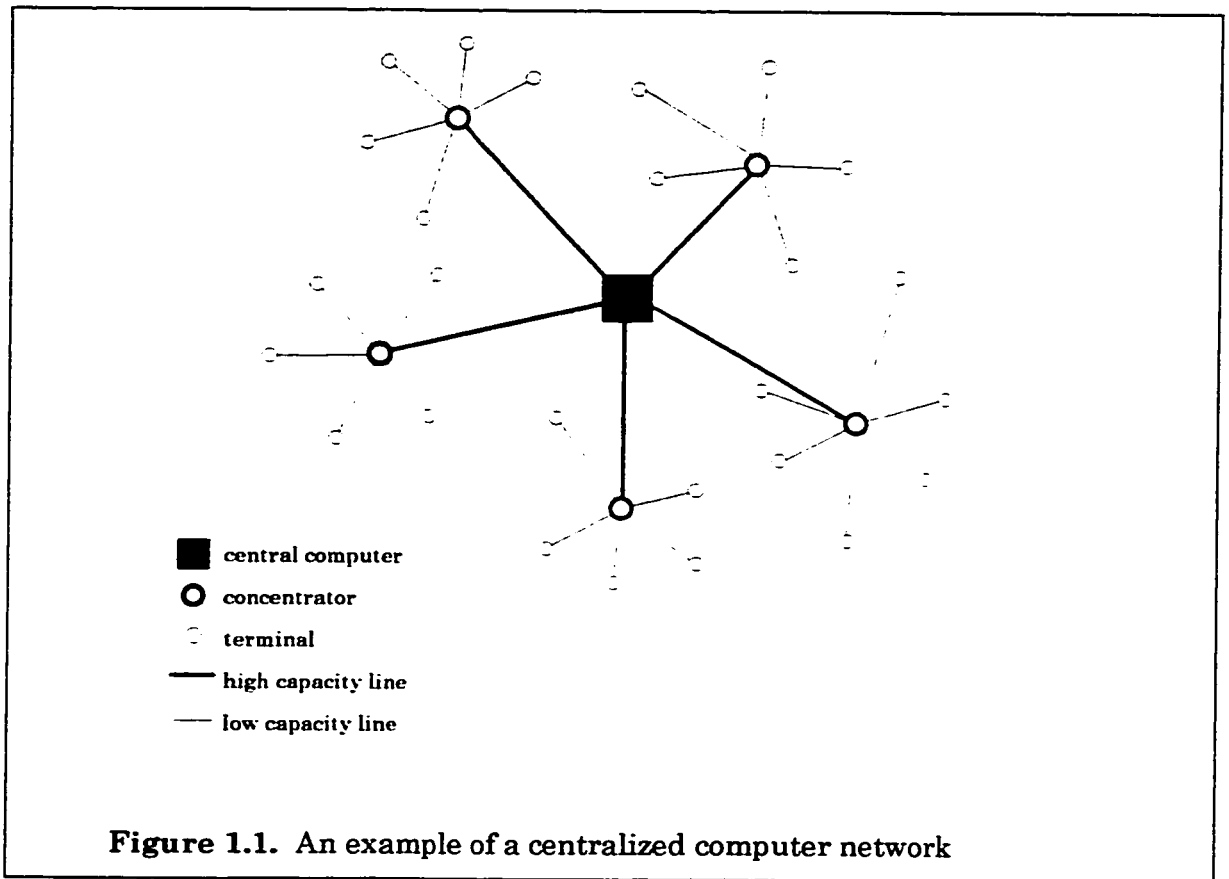 central computer
concentrator
terminal
high capacity line
low capacity line
Figure 1.1. An example of a centralized computer network